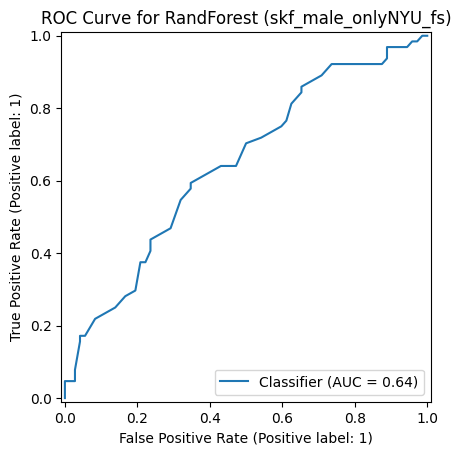 ROC Curve for RandForest (skf_male_onlyNYU_fs)
1.0
0.8
0.6
0.4
0.2
0.0
True Positive Rate (Positive label: 1)
Classifier (AUC = 0.64)
0.0 0.2 0.4 0.6 0.8 1.0
False Positive Rate (Positive label: 1)